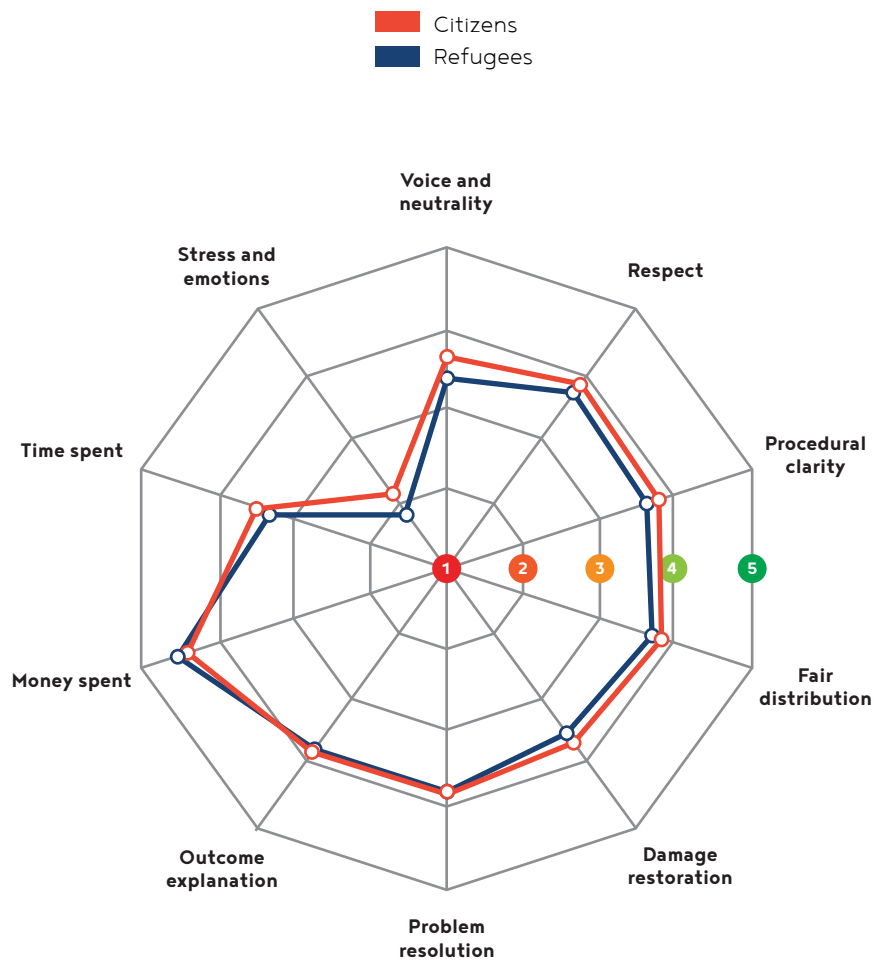 Citizens
Refugees
Voice and
neutrality
Stress and
emotions
Respect
Time spent
Procedural
clarity
1
2
3
4
5
Money spent
Fair
distribution
Outcome
explanation
Damage
restoration
Problem
resolution